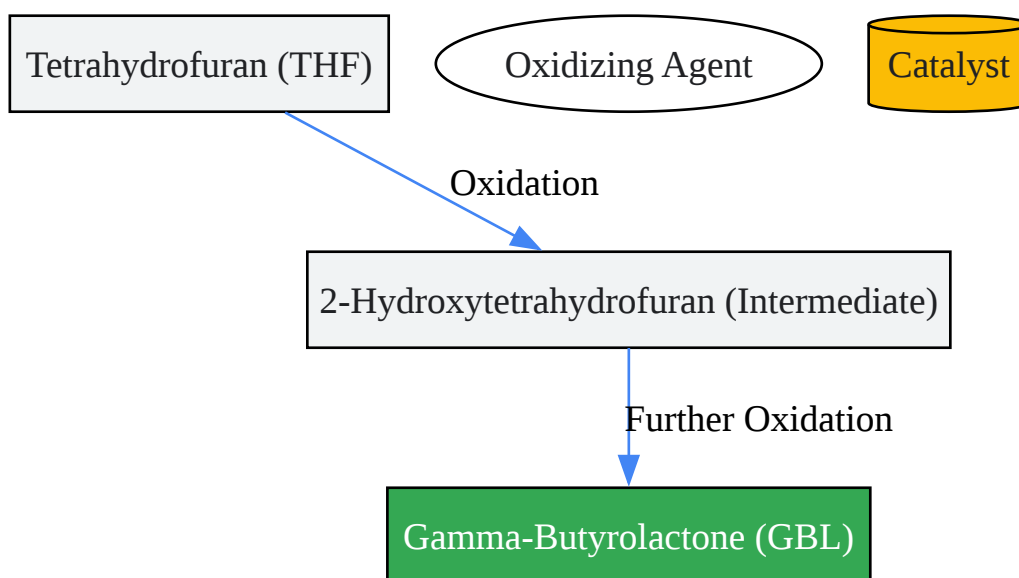 Tetrahydrofuran (THF)
Oxidizing Agent
Catalyst
Oxidation
2-Hydroxytetrahydrofuran (Intermediate)
Further Oxidation
Gamma-Butyrolactone (GBL)